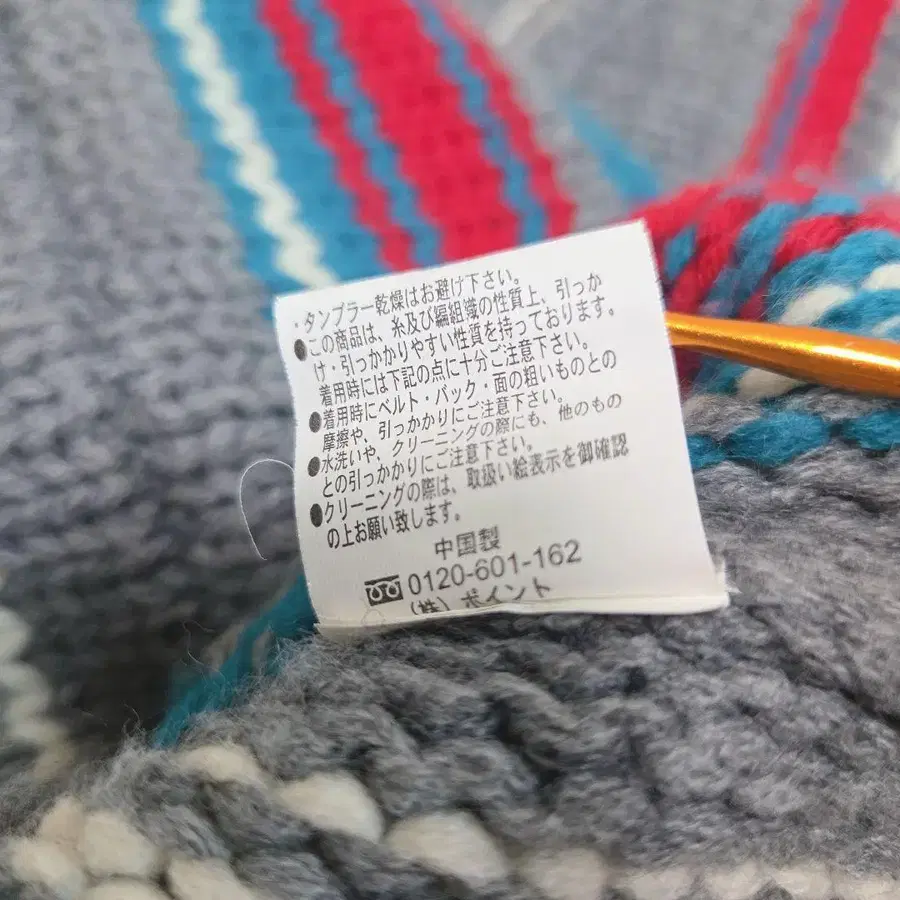 ・タンブラー乾燥はお避け下さい。
●この商品は、糸及び編組織の性質上、引っか
け・引っかかりやすい性質を持っております。
着用時には下記の点に十分ご注意下さい。
●着用時にベルト・バック・面の粗いものとの
摩擦や、引っかかりにご注意下さい。
●水洗いや、クリーニングの際にも、他のもの
との引っかかりにご注意下さい。
●クリーニングの際は、取扱い絵表示を御確認
の上お願い致します。
中国製
0120-601-162
(株)ポイント